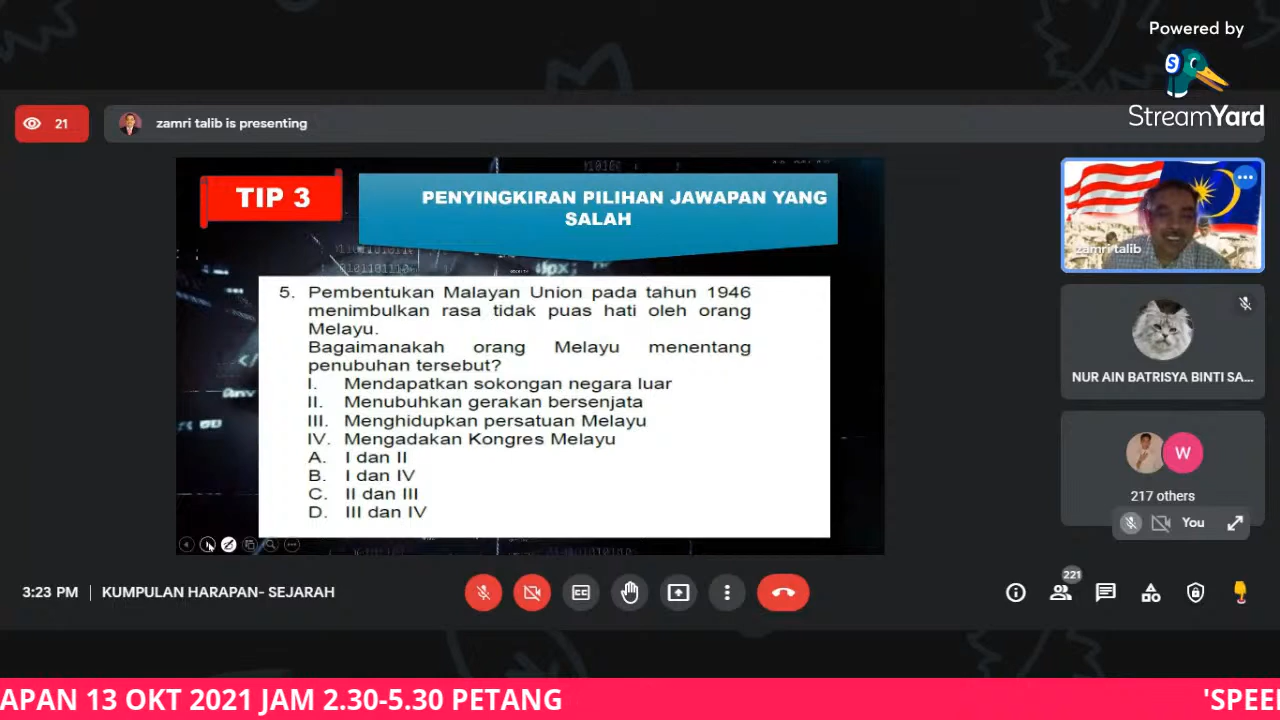 Powered by
StreamYard
21
zamri talib is presenting
TIP 3
PENYINGKIRAN PILIHAN JAWAPAN YANG
SALAH
5. Pembentukan Malayan Union pada tahun 1946
menimbulkan rasa tidak puas hati oleh orang
Melayu.
Bagaimanakah orang Melayu menentang
penubuhan tersebut?
I. Mendapatkan sokongan negara luar
II. Menubuhkan gerakan bersenjata
III. Menghidupkan persatuan Melayu
IV. Mengadakan Kongres Melayu
A. I dan II
B. I dan IV
C. II dan III
D. III dan IV
zamri talib
NUR AIN BATRISYA BINTI SA...
W
217 others
You
3:23 PM | KUMPULAN HARAPAN- SEJARAH
221
APAN 13 OKT 2021 JAM 2.30-5.30 PETANG
'SPEE